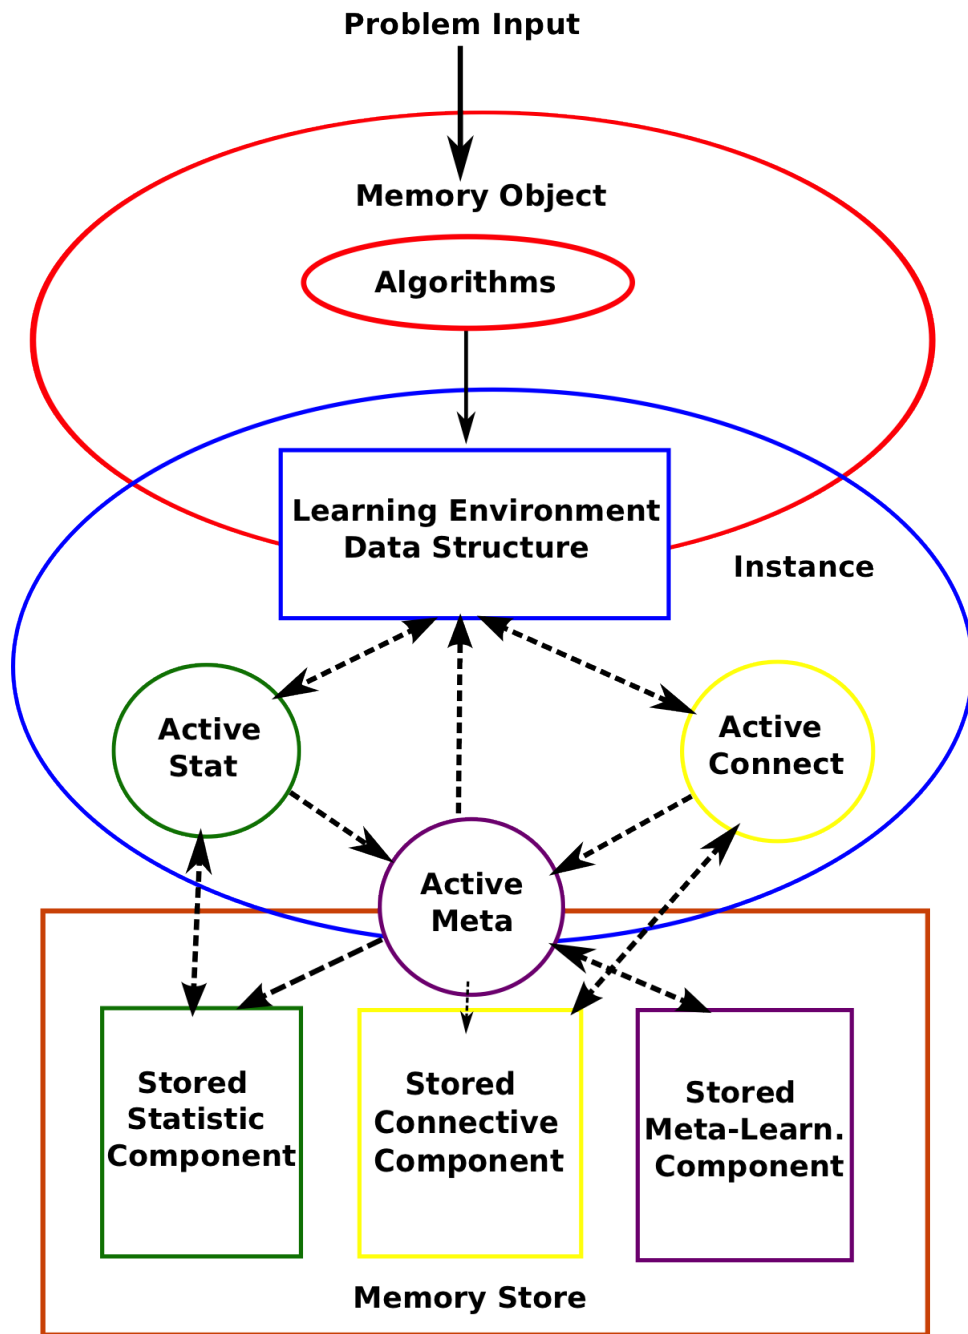 Problem Input
Memory Object
Algorithms
Learning Environment
Data Structure
Instance
Active
Stat
Active
Connect
Active
Meta
Stored
Statistic
Component
Stored
Connective
Component
Stored
Meta-Learn.
Component
Memory Store